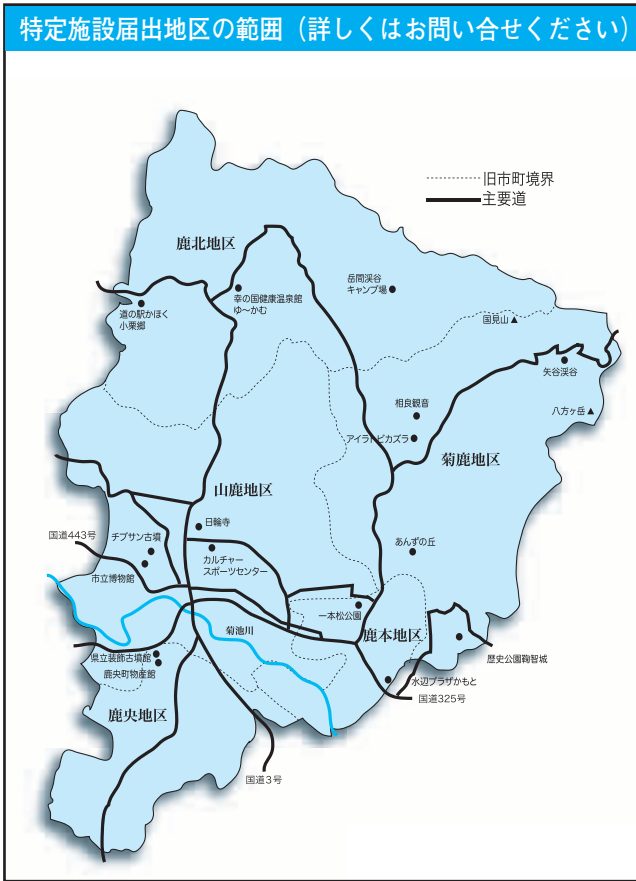 特定施設届出地区の範囲（詳しくはお問い合せください）
旧市町境界
主要道
鹿北地区
岳間渓谷
キャンプ場
幸の国健康温泉館
ゆ〜かむ
道の駅かほく
小栗郷
国見山
矢谷渓谷
相良観音
八方ヶ岳
アイラトビカズラ
菊鹿地区
山鹿地区
日輪寺
国道443号
チブサン古墳
あんずの丘
カルチャー
スポーツセンター
市立博物館
一本松公園
菊池川
鹿本地区
県立装飾古墳館
歴史公園鞠智城
鹿央町物産館
水辺プラザかもと
国道325号
鹿央地区
国道3号